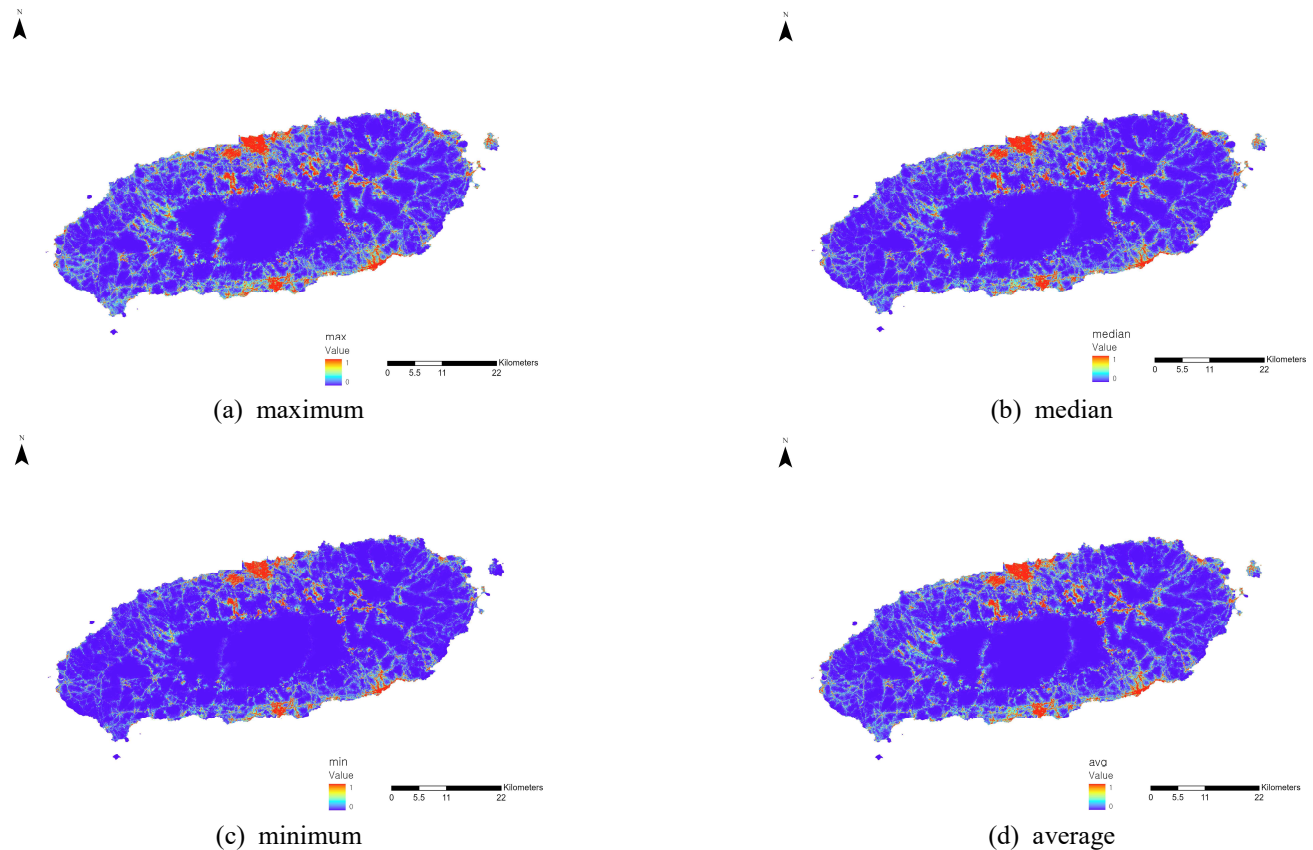 N
N
max
Value
1
0
Kilometers
0 5.5 11 22
median
Value
1
0
Kilometers
0 5.5 11 22
(a) maximum
(b) median
N
N
min
Value
1
0
Kilometers
0 5.5 11 22
avg
Value
1
0
Kilometers
0 5.5 11 22
(c) minimum
(d) average